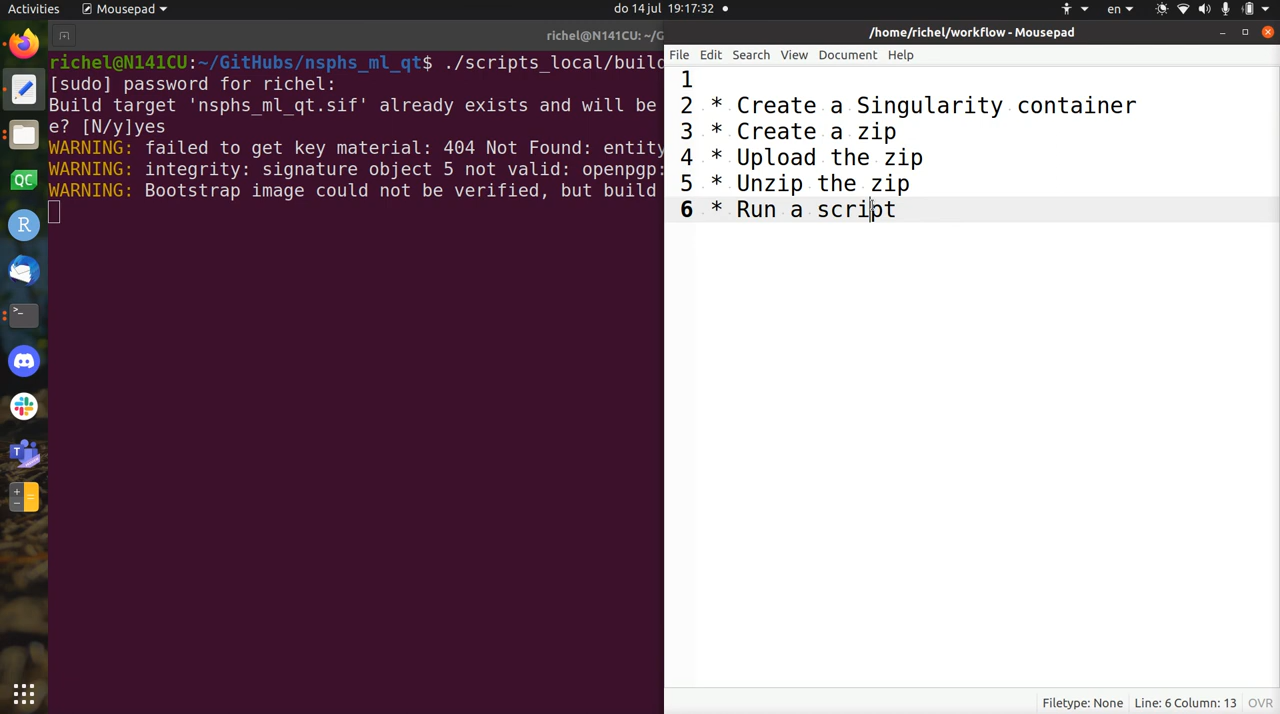 Activities
Mousepad
do 14 jul 19:17:32
en
richel@N141CU: ~/G
richel@N141CU:~/GitHubs/nsphs_ml_qt$ ./scripts_local/build
[sudo] password for richel:
Build target 'nsphs_ml_qt.sif' already exists and will be
e? [N/y]yes
WARNING: failed to get key material: 404 Not Found: entity
WARNING: integrity: signature object 5 not valid: openpgp:
WARNING: Bootstrap image could not be verified, but build
QC
R
/home/richel/workflow - Mousepad
File Edit Search View Document Help
1
2 * Create a Singularity container
3 * Create a zip
4 * Upload the zip
5 * Unzip the zip
6 * Run a script
Filetype: None Line: 6 Column: 13 OVR